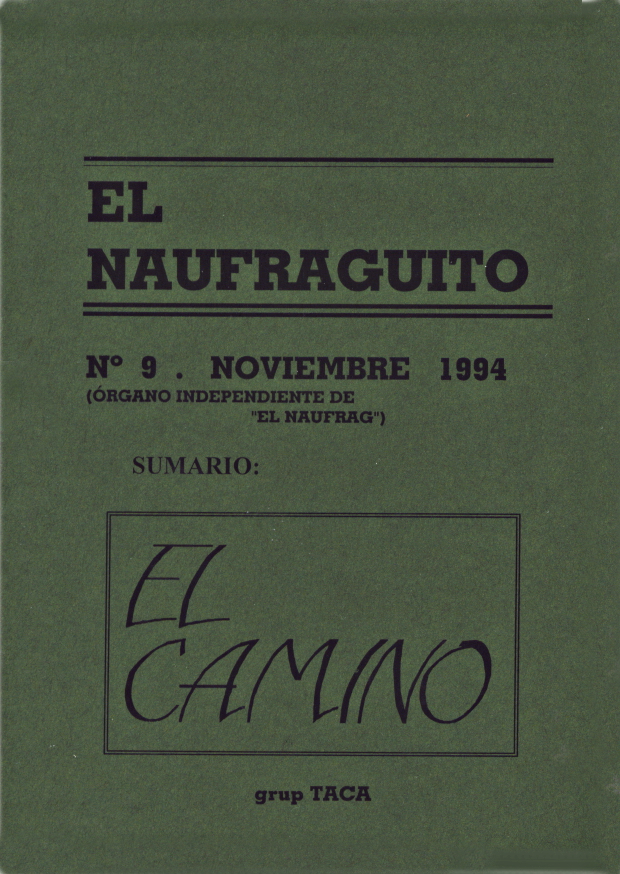 EL
NAUFRAGUITO
Nº 9 . NOVIEMBRE 1994
(ÓRGANO INDEPENDIENTE DE
"EL NAUFRAG")
SUMARIO:
EL
CAMINO
grup TACA